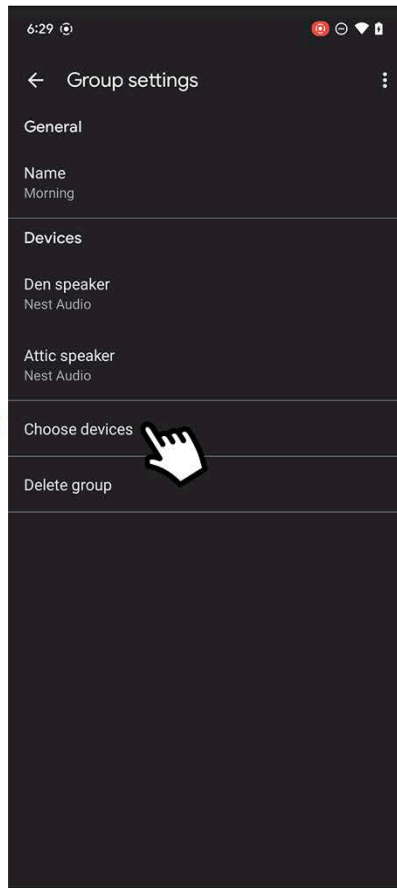 6:29
Group settings
General
Name
Morning
Devices
Den speaker
Nest Audio
Attic speaker
Nest Audio
Choose devices
Delete group